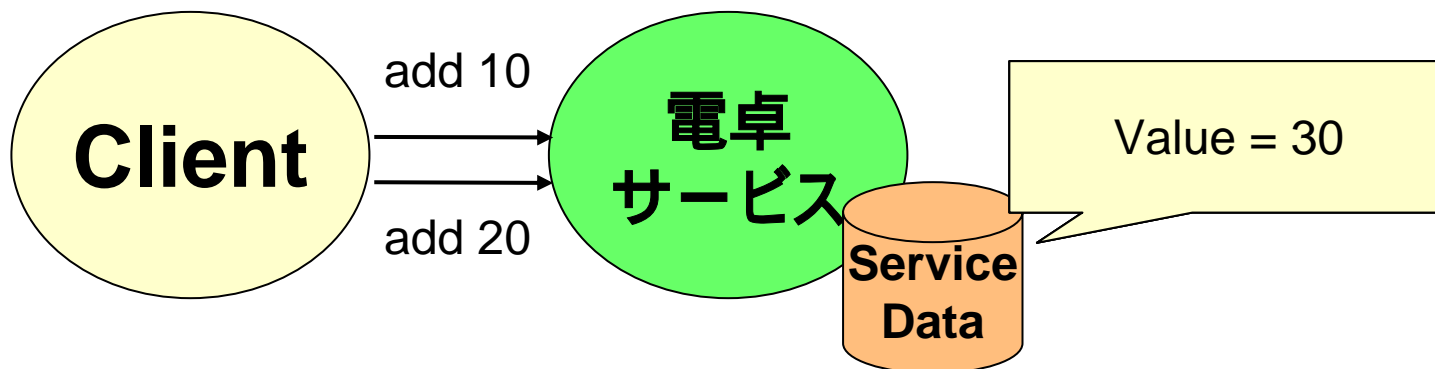 Client
add 10
add 20
電卓
サービス
Service
Data
Value = 30